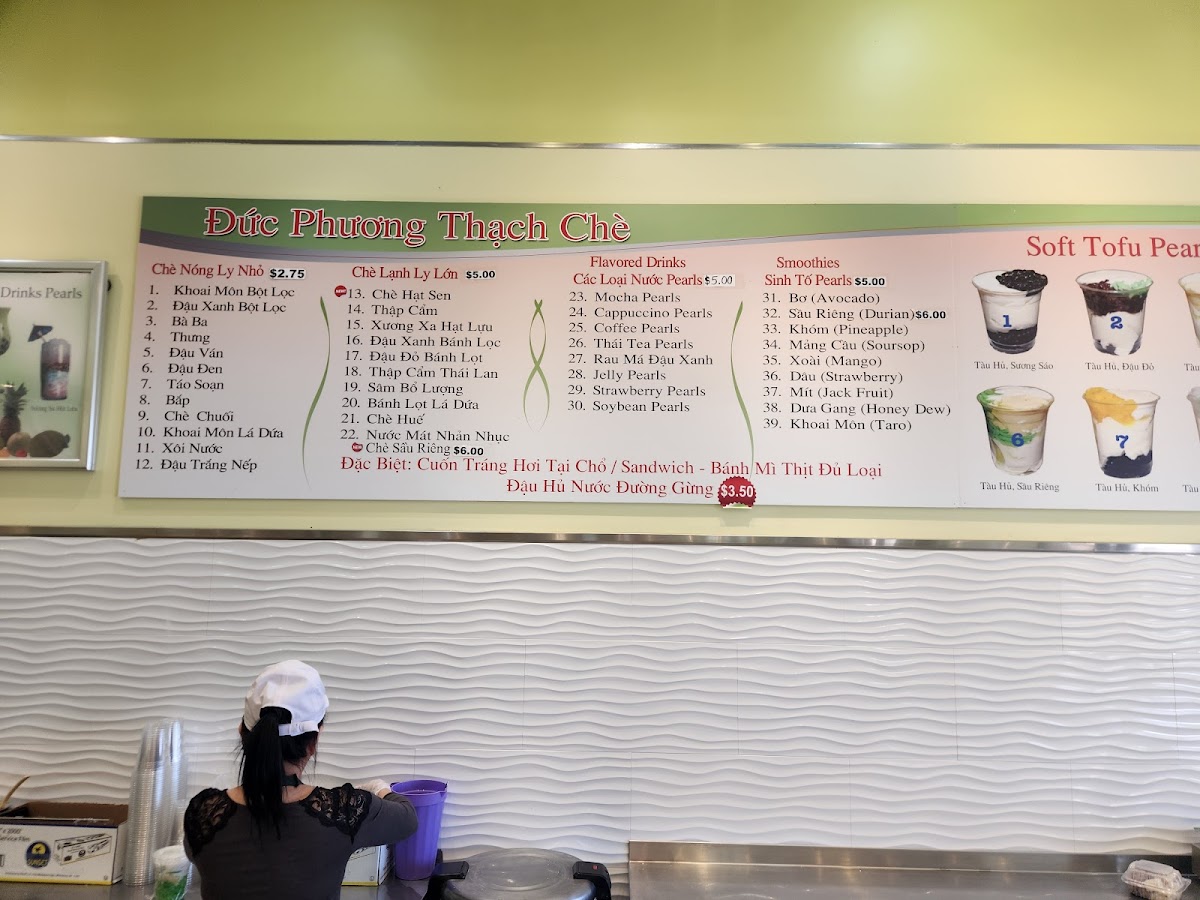 Đức Phương Thạch Chè
Chè Nóng Ly Nhỏ $2.75
1. Khoai Môn Bột Lọc
2. Đậu Xanh Bột Lọc
3. Bà Ba
4. Thưng
5. Đậu Ván
6. Đậu Đen
7. Táo Soạn
8. Bắp
9. Chè Chuối
10. Khoai Môn Lá Dứa
11. Xôi Nước
12. Đậu Trắng Nếp
Chè Lạnh Ly Lớn $5.00
13. Chè Hạt Sen
14. Thập Cẩm
15. Xương Xa Hạt Lựu
16. Đậu Xanh Bánh Lọc
17. Đậu Đỏ Bánh Lọt
18. Thập Cẩm Thái Lan
19. Sâm Bổ Lượng
20. Bánh Lọt Lá Dứa
21. Chè Huế
22. Nước Mát Nhản Nhục
Chè Sầu Riêng $6.00
Flavored Drinks
Các Loại Nước Pearls $5.00
23. Mocha Pearls
24. Cappuccino Pearls
25. Coffee Pearls
26. Thái Tea Pearls
27. Rau Má Đậu Xanh
28. Jelly Pearls
29. Strawberry Pearls
30. Soybean Pearls
Smoothies
Sinh Tố Pearls $5.00
31. Bơ (Avocado)
32. Sầu Riêng (Durian) $6.00
33. Khóm (Pineapple)
34. Mảng Cầu (Soursop)
35. Xoài (Mango)
36. Dâu (Strawberry)
37. Mít (Jack Fruit)
38. Dưa Gang (Honey Dew)
39. Khoai Môn (Taro)
Đặc Biệt: Cuốn Tráng Hơi Tại Chổ / Sandwich - Bánh Mì Thịt Đủ Loại
Đậu Hủ Nước Đường Gừng $3.50
Soft Tofu Pear
1
2
Tàu Hủ, Sương Sáo
Tàu Hủ, Đậu Đỏ
6
7
Tàu Hủ, Sầu Riêng
Tàu Hủ, Khóm
Drinks Pearls